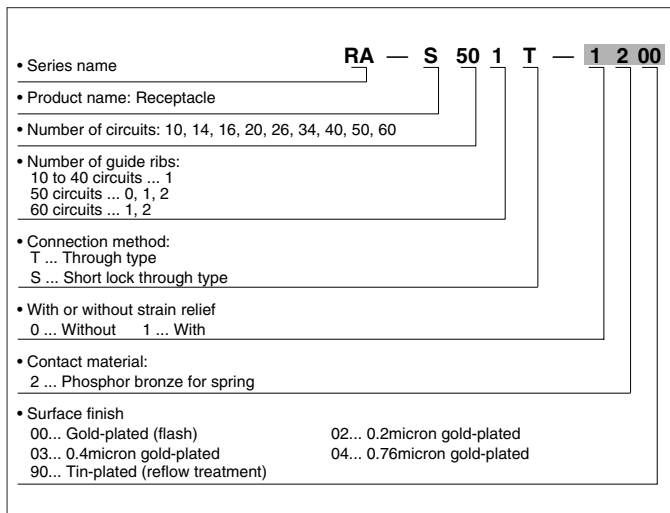 RA — S 50 1 T — 1 2 00
• Series name
• Product name: Receptacle
• Number of circuits: 10, 14, 16, 20, 26, 34, 40, 50, 60
• Number of guide ribs:
10 to 40 circuits ... 1
50 circuits ... 0, 1, 2
60 circuits ... 1, 2
• Connection method:
T ... Through type
S ... Short lock through type
• With or without strain relief
0 ... Without 1 ... With
• Contact material:
2 ... Phosphor bronze for spring
• Surface finish
00... Gold-plated (flash) 02... 0.2micron gold-plated
03... 0.4micron gold-plated 04... 0.76micron gold-plated
90... Tin-plated (reflow treatment)